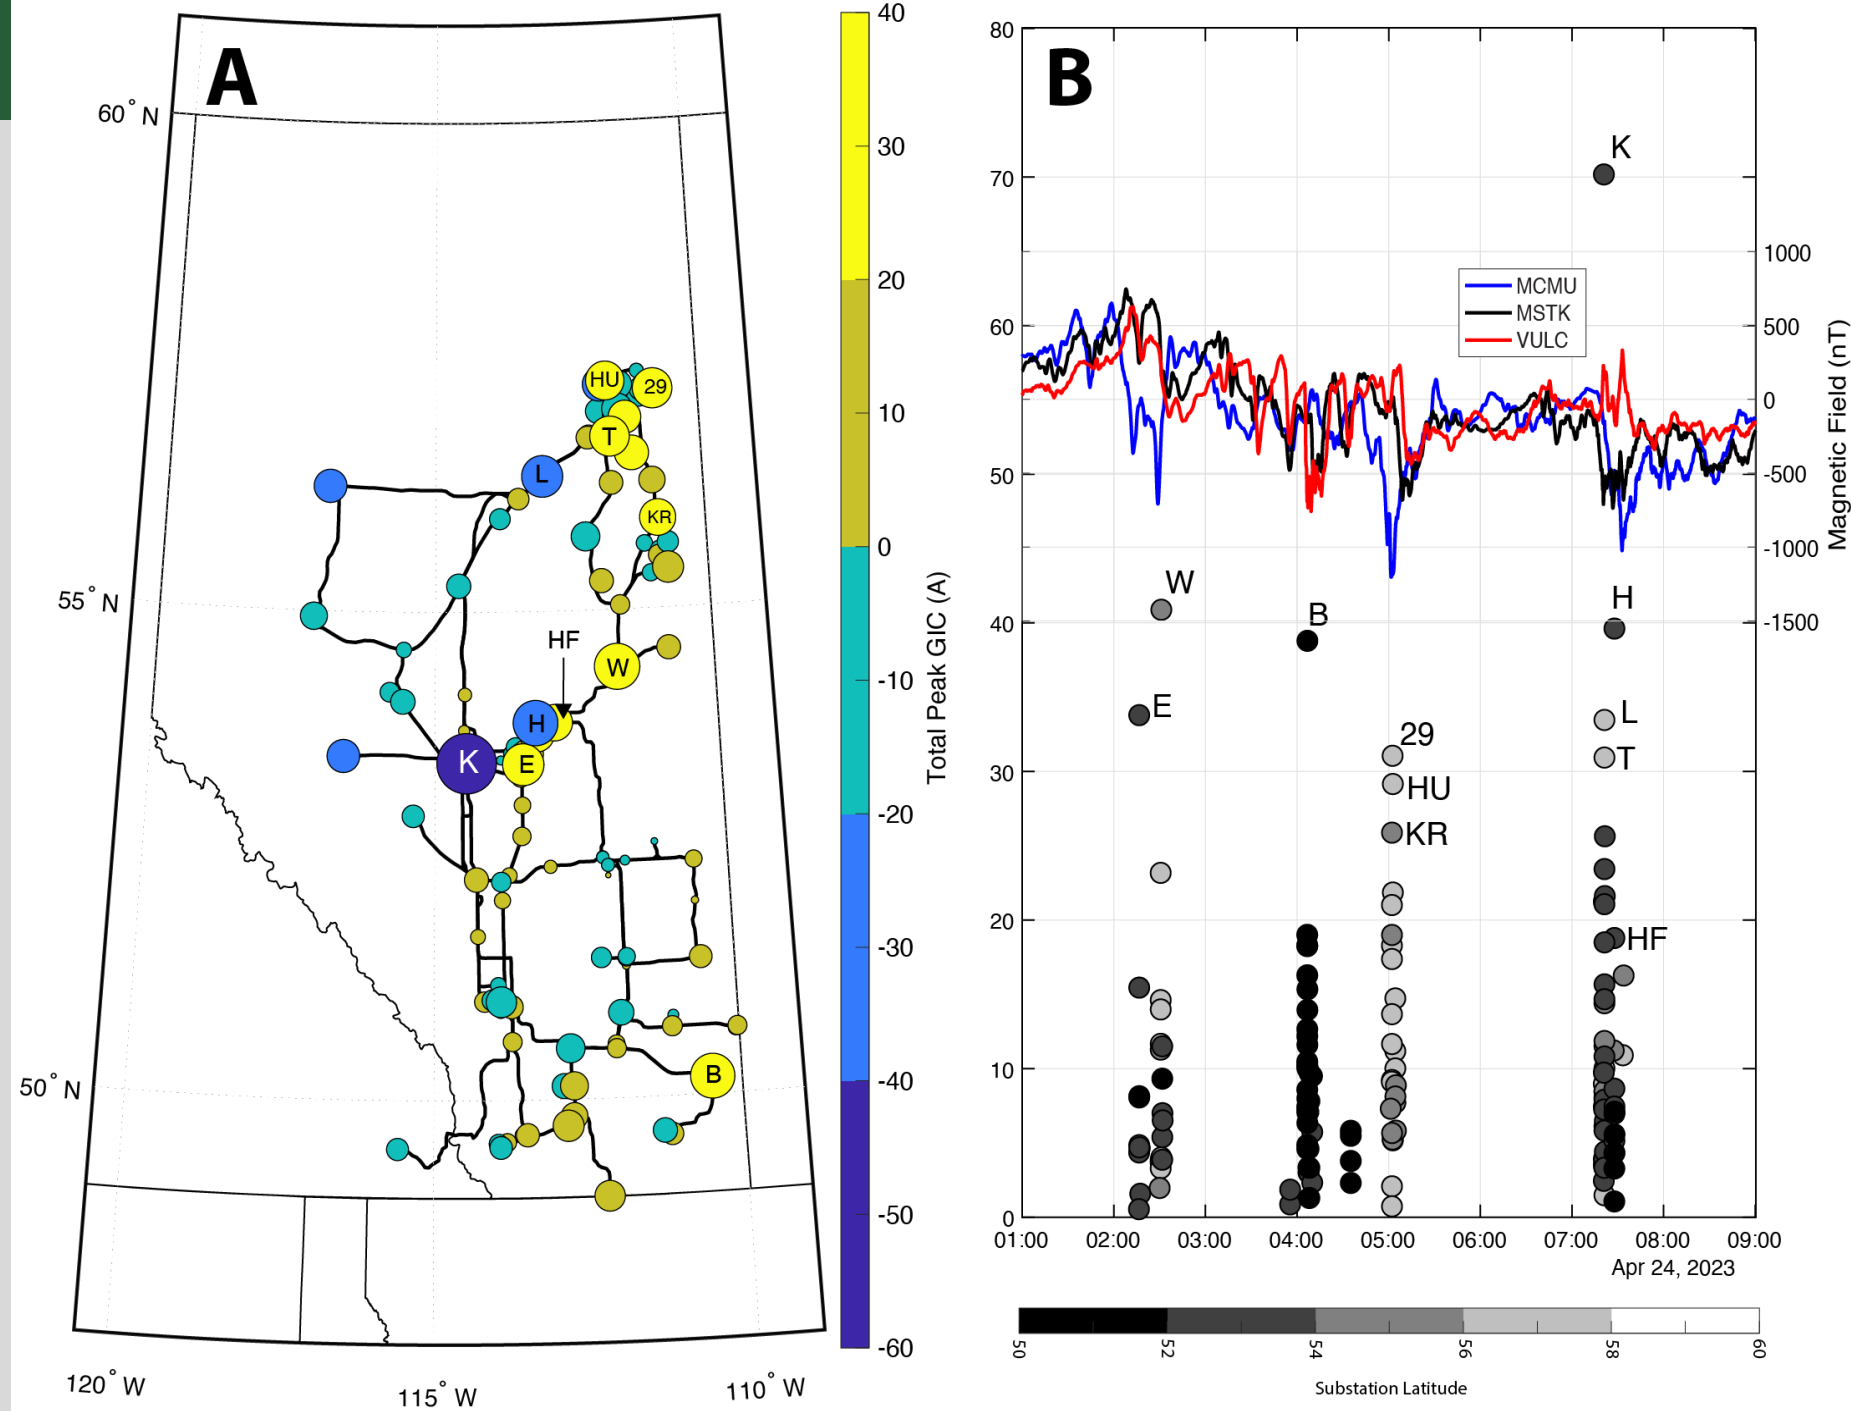 A
60° N
55° N
50° N
120° W
115° W
110° W
HU
29
T
L
KR
HF
W
H
K
E
B
40
30
20
10
0
-10
-20
-30
-40
-50
-60
Total Peak GIC (A)
B
80
70
60
50
40
30
20
10
0
K
1000
500
0
-500
-1000
-1500
Magnetic Field (nT)
MCMU
MSTK
VULC
W
B
H
E
L
29
T
HU
KR
HF
01:00 02:00 03:00 04:00 05:00 06:00 07:00 08:00 09:00
Apr 24, 2023
50 52 54 56 58 60
Substation Latitude